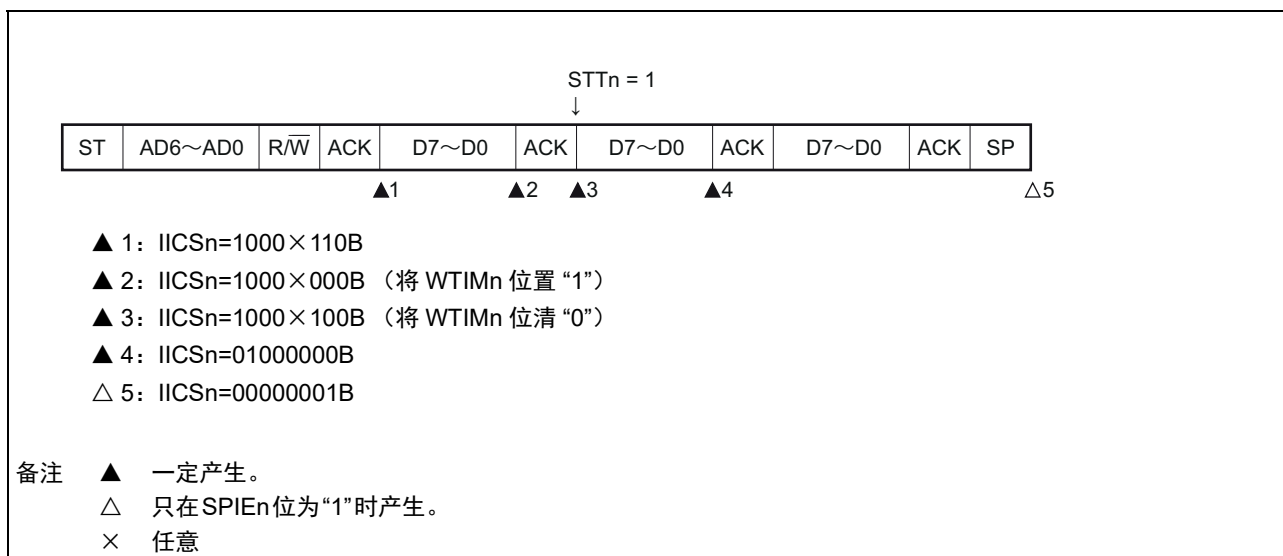 STTn = 1
↓
ST AD6～AD0 R/W̅ ACK D7～D0 ACK D7～D0 ACK D7～D0 ACK SP
▲1 ▲2 ▲3 ▲4 △5
▲ 1：IICSn=1000×110B
▲ 2：IICSn=1000×000B （将 WTIMn 位置 “1”）
▲ 3：IICSn=1000×100B （将 WTIMn 位清 “0”）
▲ 4：IICSn=01000000B
△ 5：IICSn=00000001B
备注 ▲ 一定产生。
△ 只在SPIEn位为“1”时产生。
× 任意